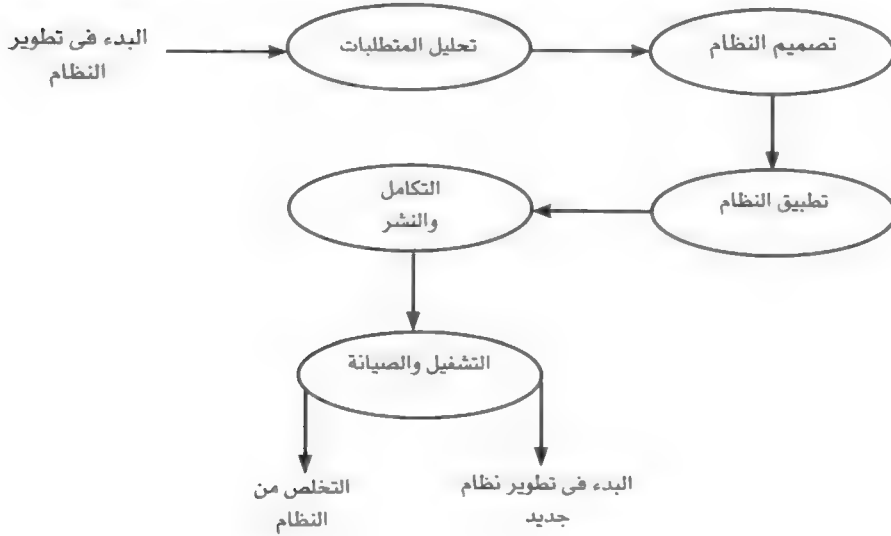 البدء فى تطوير
النظام
تحليل المتطلبات
تصميم النظام
تطبيق النظام
التكامل
والنشر
التشغيل والصيانة
البدء فى تطوير نظام
جديد
التخلص من
النظام